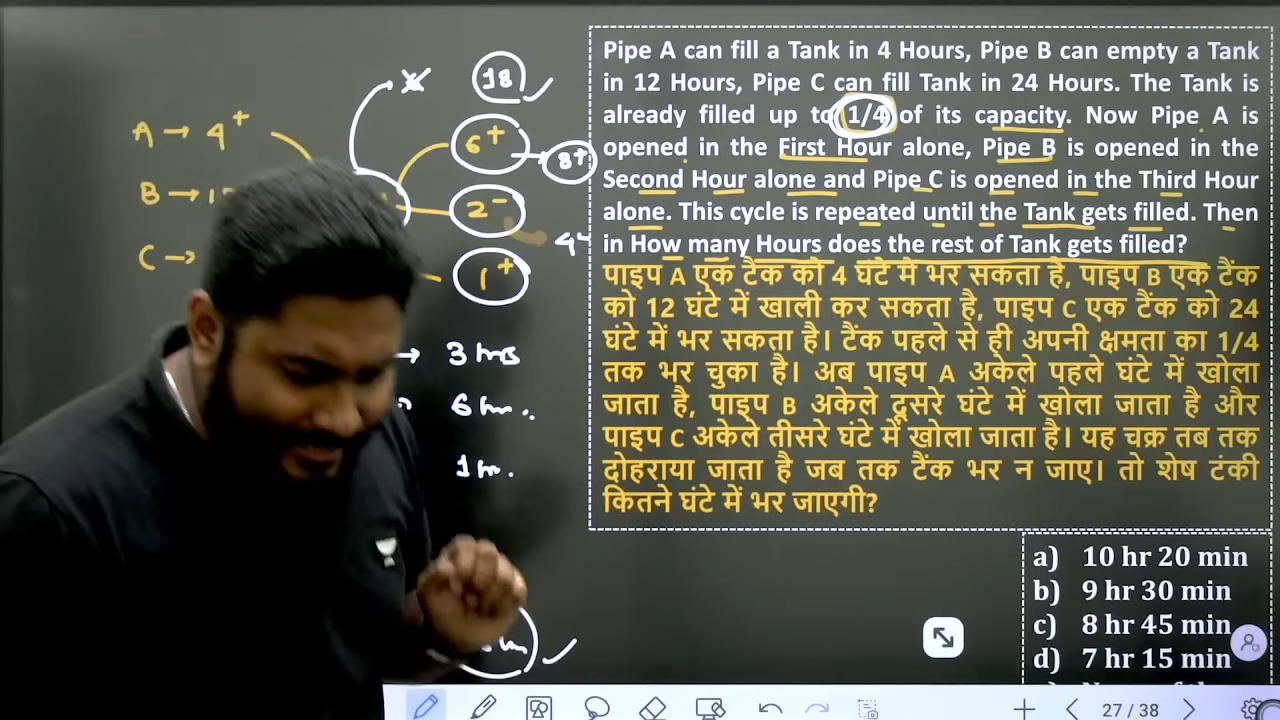 Pipe A can fill a Tank in 4 Hours, Pipe B can empty a Tank
in 12 Hours, Pipe C can fill Tank in 24 Hours. The Tank is
already filled up to 1/4 of its capacity. Now Pipe A is
opened in the First Hour alone, Pipe B is opened in the
Second Hour alone and Pipe C is opened in the Third Hour
alone. This cycle is repeated until the Tank gets filled. Then
in How many Hours does the rest of Tank gets filled?
पाइप A एक टैंक को 4 घंटे में भर सकता है, पाइप B एक टैंक
को 12 घंटे में खाली कर सकता है, पाइप C एक टैंक को 24
घंटे में भर सकता है। टैंक पहले से ही अपनी क्षमता का 1/4
तक भर चुका है। अब पाइप A अकेले पहले घंटे में खोला
जाता है, पाइप B अकेले दूसरे घंटे में खोला जाता है और
पाइप C अकेले तीसरे घंटे में खोला जाता है। यह चक्र तब तक
दोहराया जाता है जब तक टैंक भर न जाए। तो शेष टंकी
कितने घंटे में भर जाएगी?
a) 10 hr 20 min
b) 9 hr 30 min
c) 8 hr 45 min
d) 7 hr 15 min
18
A → 4+
6+ → 8+
B →
2-
C →
1+
→ 3 hrs
6 hr.
1 hr.
27 / 38